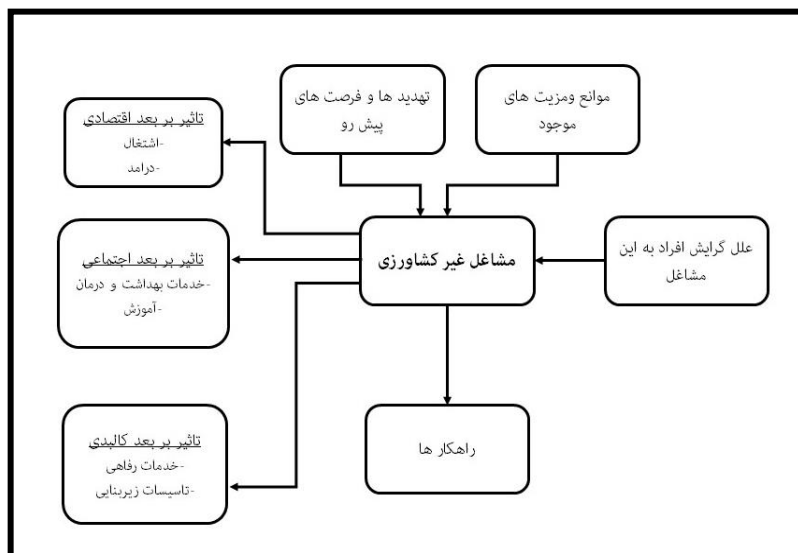 موانع ومزیت های
موجود
تهدید ها و فرصت های
پیش رو
تاثیر بر بعد اقتصادی
-اشتغال
-درامد
علل گرایش افراد به این
مشاغل
مشاغل غیر کشاورزی
تاثیر بر بعد اجتماعی
-خدمات بهداشت و درمان
-آموزش
راهکار ها
تاثیر بر بعد کالبدی
-خدمات رفاهی
-تاسیسات زیربنایی